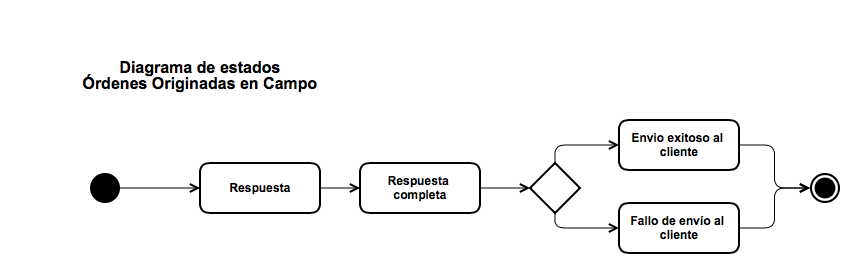 Diagrama de estados
Órdenes Originadas en Campo
Respuesta
Respuesta
completa
Envio exitoso al
cliente
Fallo de envío al
cliente